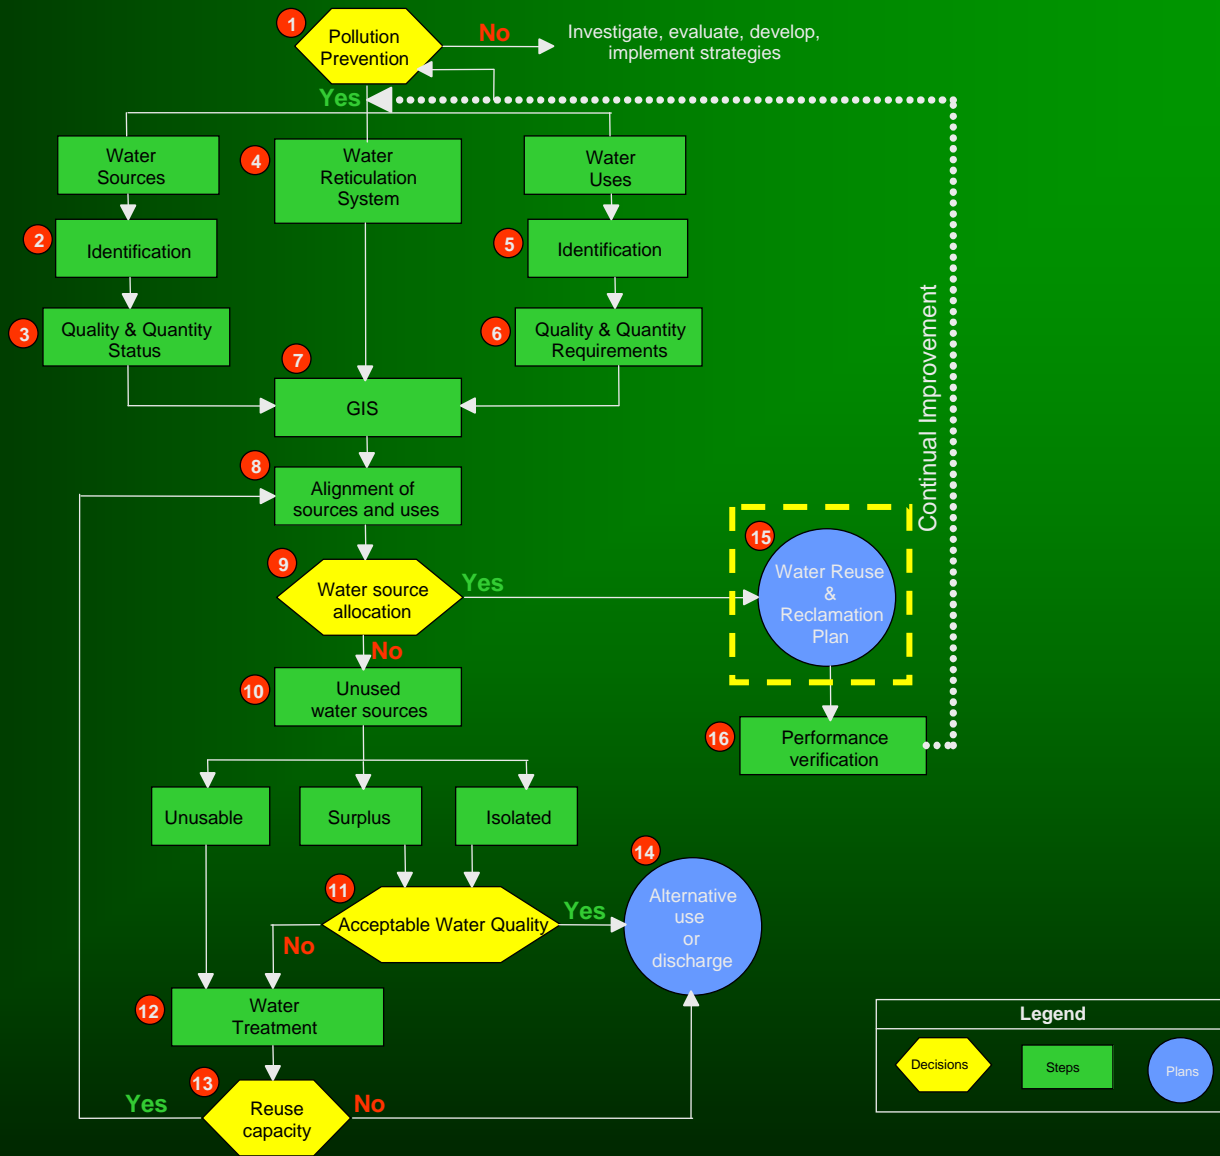 1
Pollution
Prevention
No
Investigate, evaluate, develop,
implement strategies
Yes
Water
Sources
4
Water
Reticulation
System
Water
Uses
2
Identification
5
Identification
3
Quality & Quantity
Status
6
Quality & Quantity
Requirements
7
GIS
Continual Improvement
8
Alignment of
sources and uses
9
Water source
allocation
Yes
15
Water Reuse
&
Reclamation
Plan
No
10
Unused
water sources
16
Performance
verification
Unusable
Surplus
Isolated
11
Acceptable Water Quality
Yes
14
Alternative
use
or
discharge
No
12
Water
Treatment
13
Yes
Reuse
capacity
No
Legend
Decisions
Steps
Plans